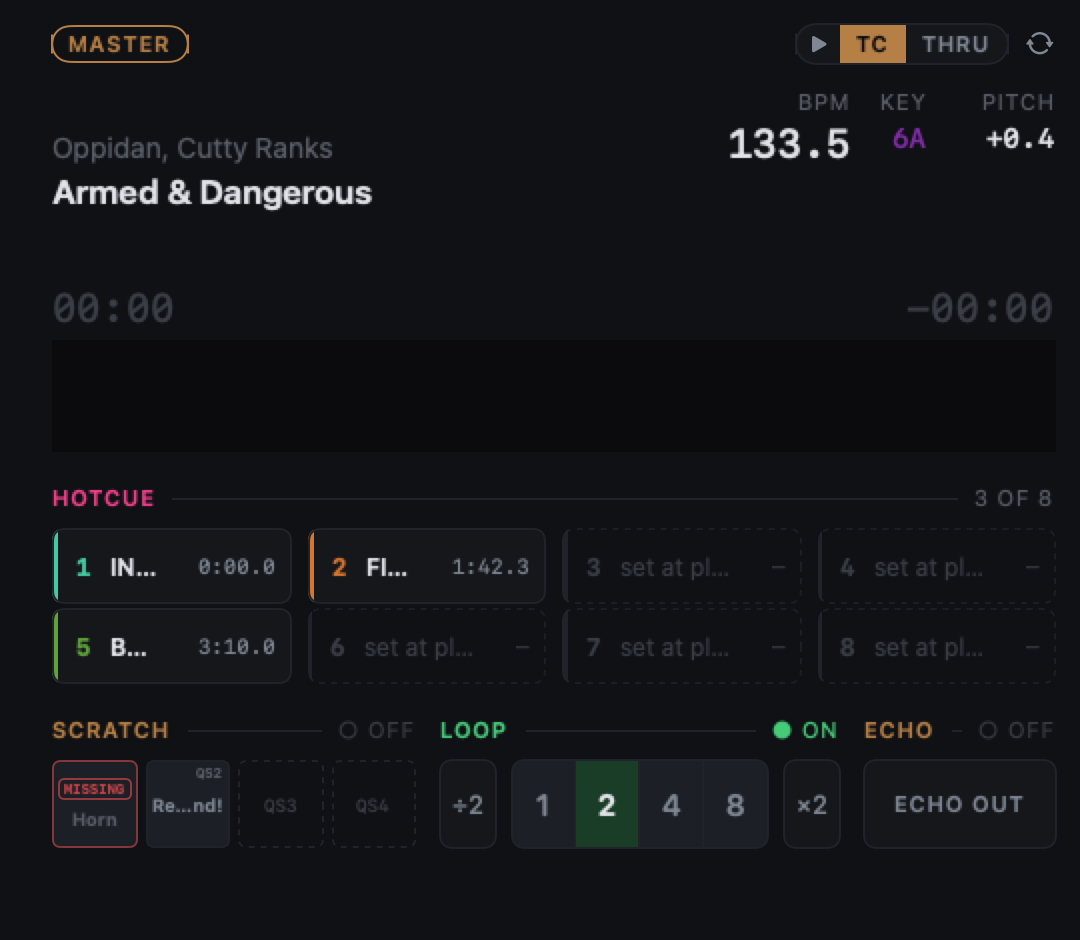 MASTER TC THRU
BPM KEY PITCH
133.5 6A +0.4
Oppidan, Cutty Ranks
Armed & Dangerous
00:00 −00:00
HOTCUE 3 OF 8
1 IN... 0:00.0 2 Fl... 1:42.3 3 set at pl... – 4 set at pl... –
5 B... 3:10.0 6 set at pl... – 7 set at pl... – 8 set at pl... –
SCRATCH OFF LOOP ON ECHO OFF
MISSING
Horn
QS2
Re...nd!
QS3 QS4
÷2 1 2 4 8 ×2 ECHO OUT